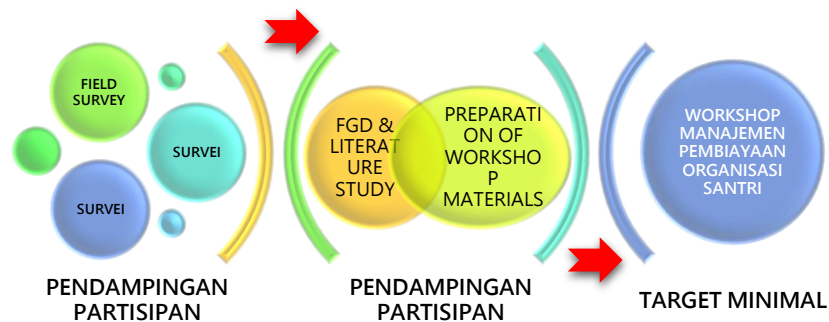 FIELD
SURVEY
SURVEI
SURVEI
PENDAMPINGAN
PARTISIPAN
FGD &
LITERAT
URE
STUDY
PREPARATI
ON OF
WORKSHO
P
MATERIALS
PENDAMPINGAN
PARTISIPAN
WORKSHOP
MANAJEMEN
PEMBIAYAAN
ORGANISASI
SANTRI
TARGET MINIMAL